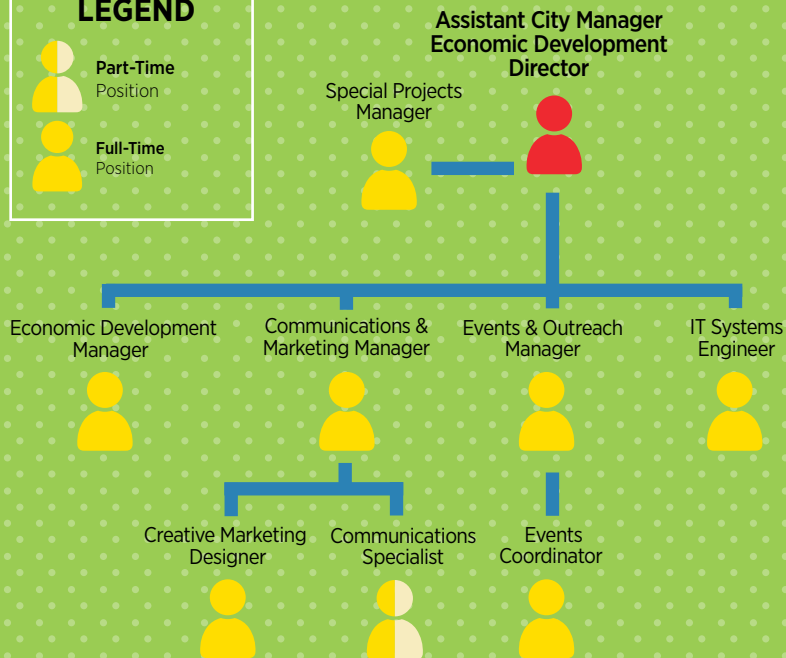 LEGEND
Part-Time
Position
Full-Time
Position
Assistant City Manager
Economic Development
Director
Special Projects
Manager
Economic Development
Manager
Communications &
Marketing Manager
Events & Outreach
Manager
IT Systems
Engineer
Creative Marketing
Designer
Communications
Specialist
Events
Coordinator